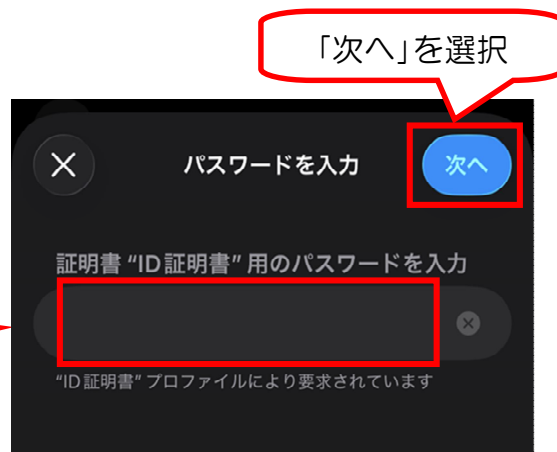 「次へ」を選択
パスワードを入力
次へ
証明書 “ID証明書” 用のパスワードを入力
“ID証明書” プロファイルにより要求されています